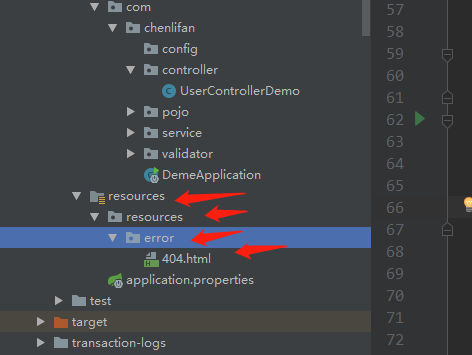 com
chenlifan
config
controller
UserControllerDemo
pojo
service
validator
DemeApplication
resources
resources
error
404.html
application.properties
test
target
transaction-logs
57
58
59
60
61
62
63
64
65
66
67
68
69
70
71
72